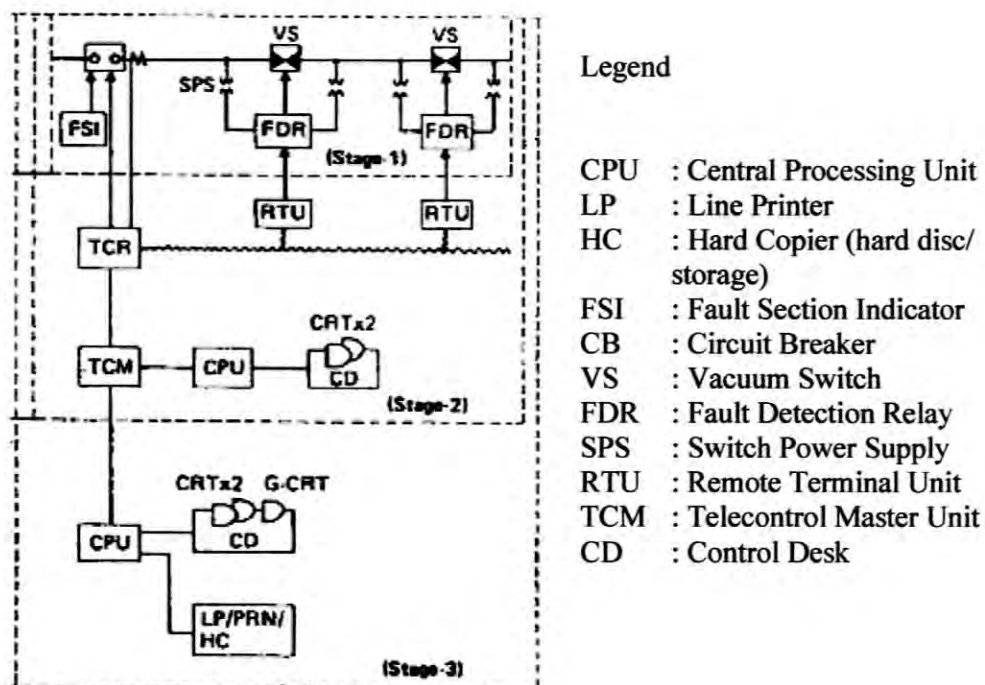 VS
VS
SPS
FSI
FDR
FDR
(Stage-1)
RTU
RTU
TCR
CRTx2
TCM
CPU
CD
(Stage-2)
CRTx2 G-CRT
CPU
CD
LP/PRN/
HC
(Stage-3)
Legend
CPU : Central Processing Unit
LP : Line Printer
HC : Hard Copier (hard disc/
storage)
FSI : Fault Section Indicator
CB : Circuit Breaker
VS : Vacuum Switch
FDR : Fault Detection Relay
SPS : Switch Power Supply
RTU : Remote Terminal Unit
TCM : Telecontrol Master Unit
CD : Control Desk